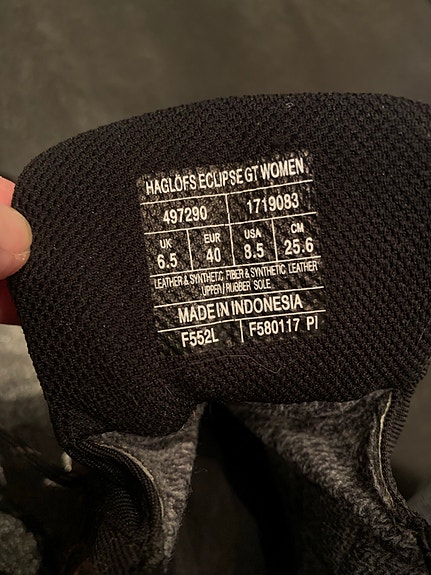 HAGLÖFS ECLIPSE GT WOMEN
497290 1719083
UK EUR USA CM
6.5 40 8.5 25.6
LEATHER & SYNTHETIC FIBER & SYNTHETIC LEATHER
UPPER / RUBBER SOLE
MADE IN INDONESIA
F552L F580117 PI